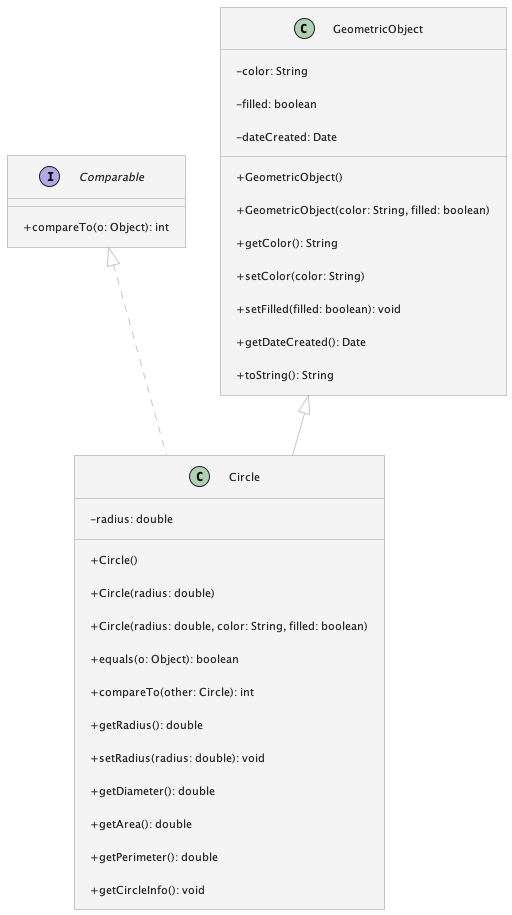 C GeometricObject
-color: String
-filled: boolean
-dateCreated: Date
+GeometricObject()
+GeometricObject(color: String, filled: boolean)
+getColor(): String
+setColor(color: String)
+setFilled(filled: boolean): void
+getDateCreated(): Date
+toString(): String
I Comparable
+compareTo(o: Object): int
C Circle
-radius: double
+Circle()
+Circle(radius: double)
+Circle(radius: double, color: String, filled: boolean)
+equals(o: Object): boolean
+compareTo(other: Circle): int
+getRadius(): double
+setRadius(radius: double): void
+getDiameter(): double
+getArea(): double
+getPerimeter(): double
+getCircleInfo(): void